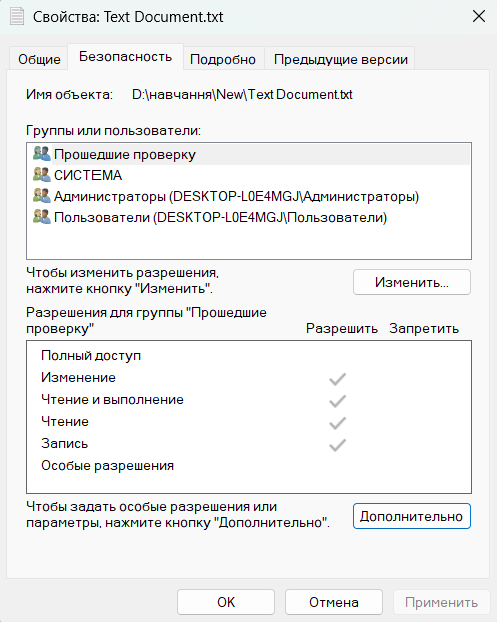 Свойства: Text Document.txt
Общие Безопасность Подробно Предыдущие версии
Имя объекта: D:\навчання\New\Text Document.txt
Группы или пользователи:
Прошедшие проверку
СИСТЕМА
Администраторы (DESKTOP-L0E4MGJ\Администраторы)
Пользователи (DESKTOP-L0E4MGJ\Пользователи)
Чтобы изменить разрешения,
нажмите кнопку "Изменить".
Изменить...
Разрешения для группы "Прошедшие
проверку"
Разрешить Запретить
Полный доступ
Изменение
Чтение и выполнение
Чтение
Запись
Особые разрешения
Чтобы задать особые разрешения или
параметры, нажмите кнопку "Дополнительно".
Дополнительно
OK Отмена Применить